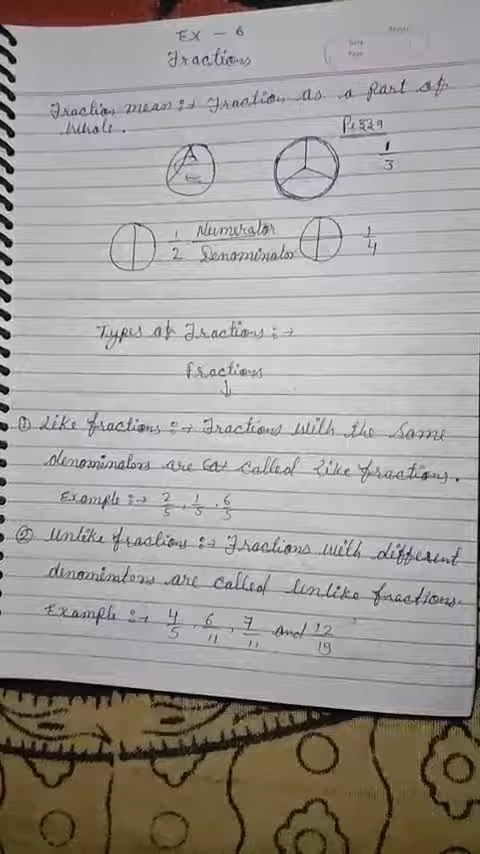 EX - 6
Fractions
Date
Page
Fraction mean :→ Fraction as a part of
whole.
1/3
1/2 Numerator/Denominator 1/4
Types of Fractions :→
Fractions
↓
① Like fractions :→ Fractions with the same
denominators are called Like fractions.
Example :→ 2/5, 1/5, 6/5
② Unlike fractions :→ Fractions with different
denomimtors are called Unlike fractions.
Example :→ 4/5, 6/11, 7/11 and 12/19